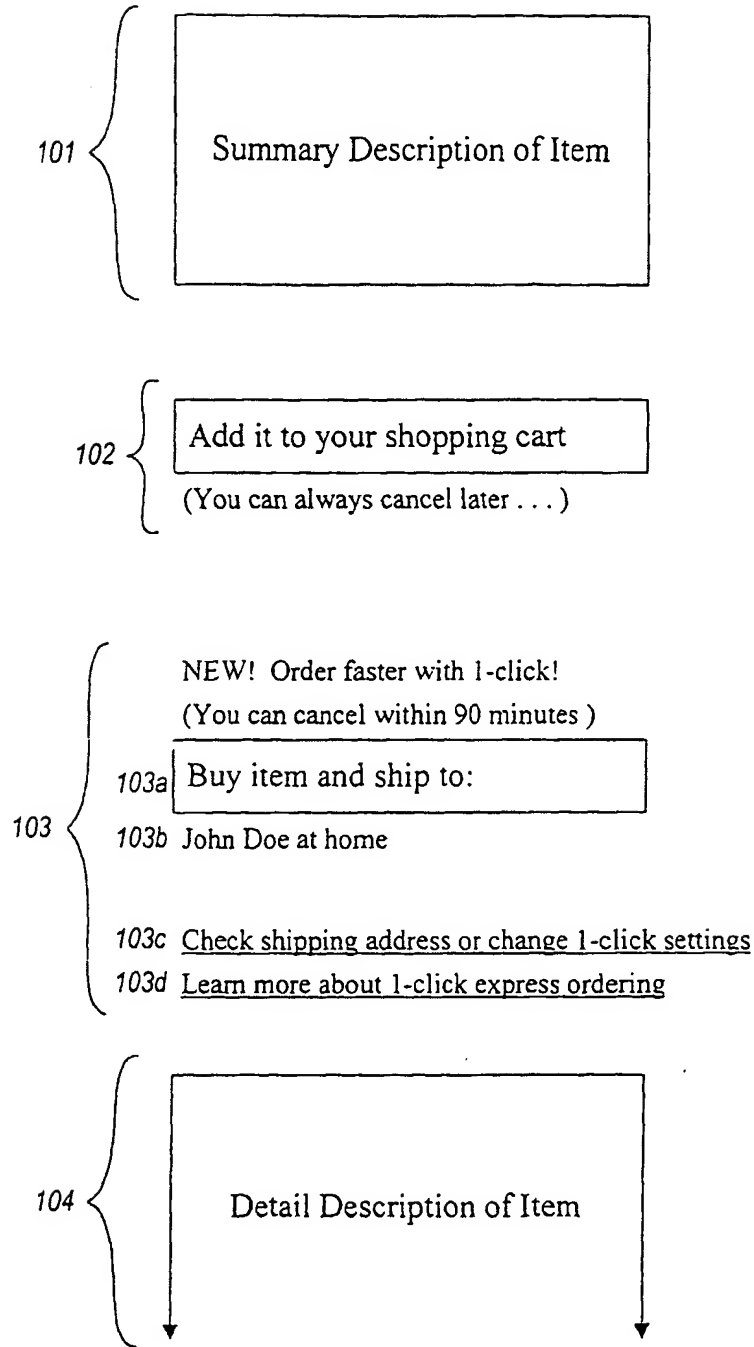 101 Summary Description of Item
102 Add it to your shopping cart
(You can always cancel later . . . )
NEW! Order faster with 1-click!
(You can cancel within 90 minutes )
103a Buy item and ship to:
103
103b John Doe at home
103c Check shipping address or change 1-click settings
103d Learn more about 1-click express ordering
104 Detail Description of Item